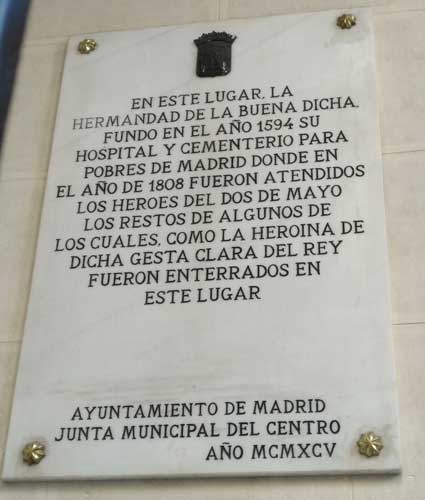 EN ESTE LUGAR, LA
HERMANDAD DE LA BUENA DICHA,
FUNDO EN EL AÑO 1594 SU
HOSPITAL Y CEMENTERIO PARA
POBRES DE MADRID DONDE EN
EL AÑO DE 1808 FUERON ATENDIDOS
LOS HEROES DEL DOS DE MAYO
LOS RESTOS DE ALGUNOS DE
LOS CUALES, COMO LA HEROINA DE
DICHA GESTA CLARA DEL REY
FUERON ENTERRADOS EN
ESTE LUGAR
AYUNTAMIENTO DE MADRID
JUNTA MUNICIPAL DEL CENTRO
AÑO MCMXCV